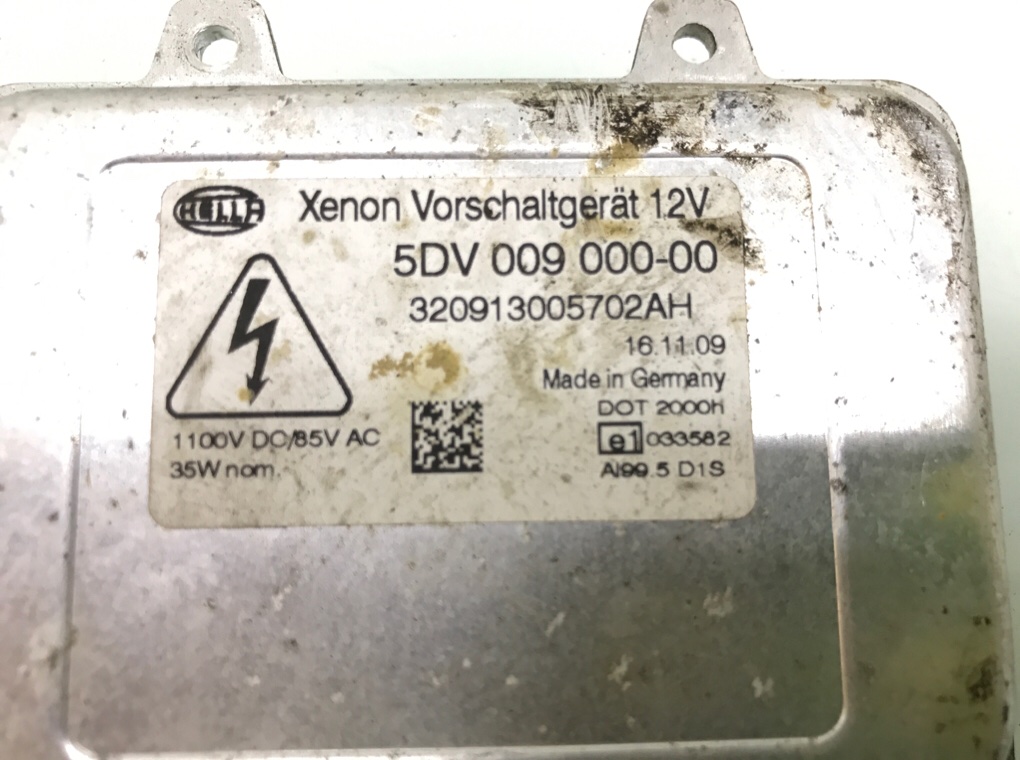 HELLA Xenon Vorschaltgerät 12V
5DV 009 000-00
320913005702AH
16.11.09
Made in Germany
DOT 2000H
1100V DC/85V AC
e1 033582
35W nom.
Al99.5 D1S